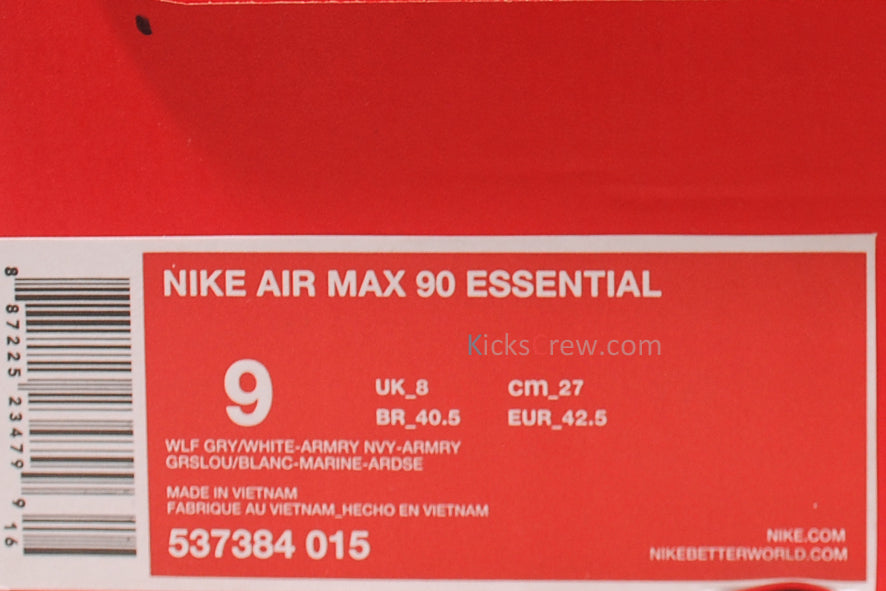 NIKE AIR MAX 90 ESSENTIAL
KicksCrew.com
9
UK_8 cm_27
BR_40.5 EUR_42.5
WLF GRY/WHITE-ARMRY NVY-ARMRY
GRSLOU/BLANC-MARINE-ARDSE
MADE IN VIETNAM
FABRIQUE AU VIETNAM_HECHO EN VIETNAM
537384 015
NIKE.COM
NIKEBETTERWORLD.COM
8 87225 23479 9 16